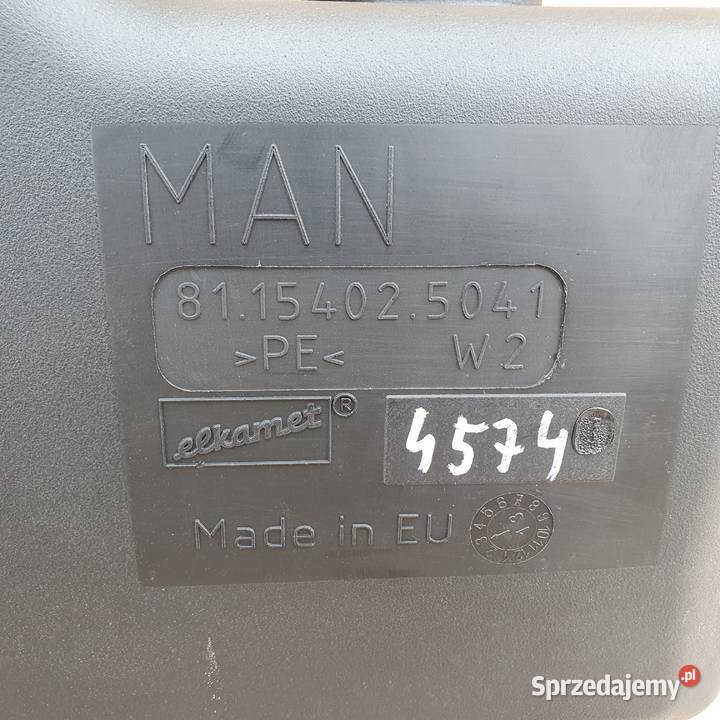 MAN
81.15402.5041
>PE< W2
elkamet®
4574
Made in EU
Sprzedajemy.pl